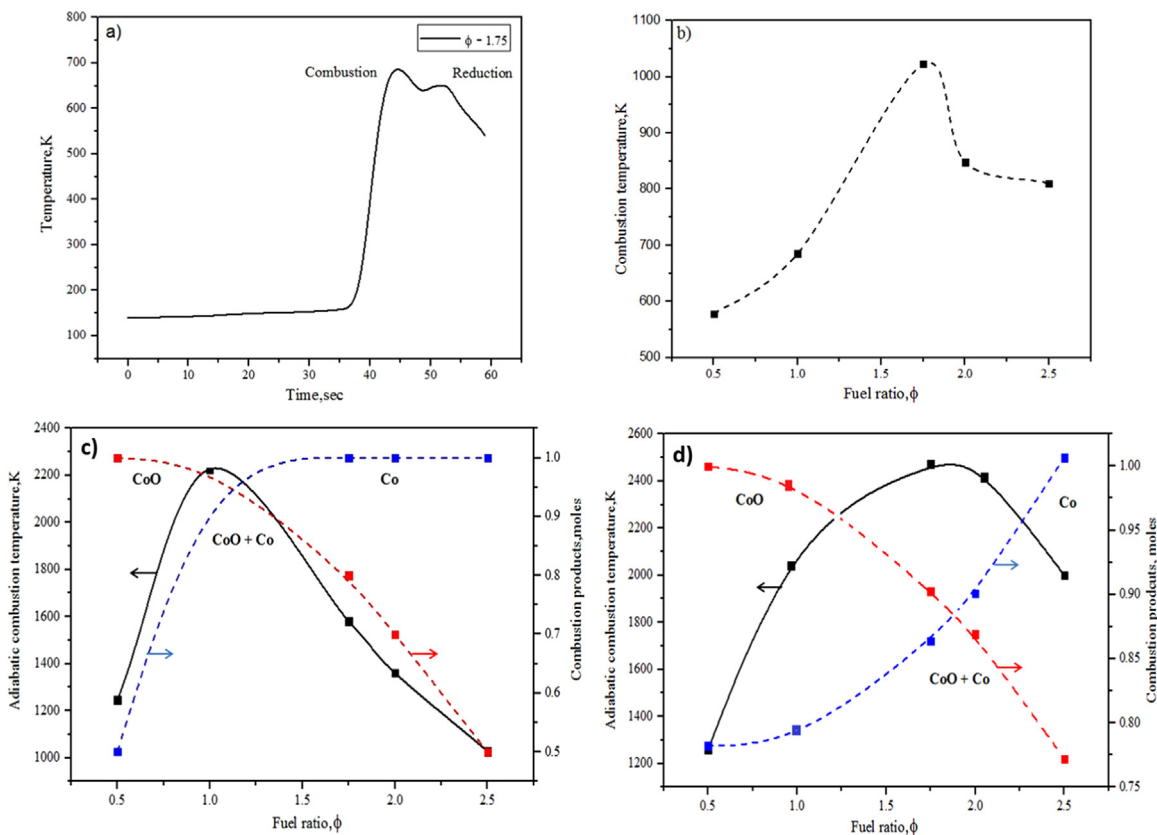 a)
ϕ - 1.75
Combustion
Reduction
Temperature,K
800
700
600
500
400
300
200
100
0
10
20
30
40
50
60
Time,sec
b)
Combustion temperature,K
1100
1000
900
800
700
600
500
0.5
1.0
1.5
2.0
2.5
Fuel ratio,ϕ
c)
CoO
Co
CoO + Co
Adiabatic combustion temperature,K
2400
2200
2000
1800
1600
1400
1200
1000
1.0
0.9
0.8
0.7
0.6
0.5
Combustion products,moles
0.5
1.0
1.5
2.0
2.5
Fuel ratio,ϕ
d)
CoO
Co
CoO + Co
Adiabatic combustion temperature,K
2600
2400
2200
2000
1800
1600
1400
1200
1.00
0.95
0.90
0.85
0.80
0.75
Combustion prodcuts, moles
0.5
1.0
1.5
2.0
2.5
Fuel ratio,ϕ